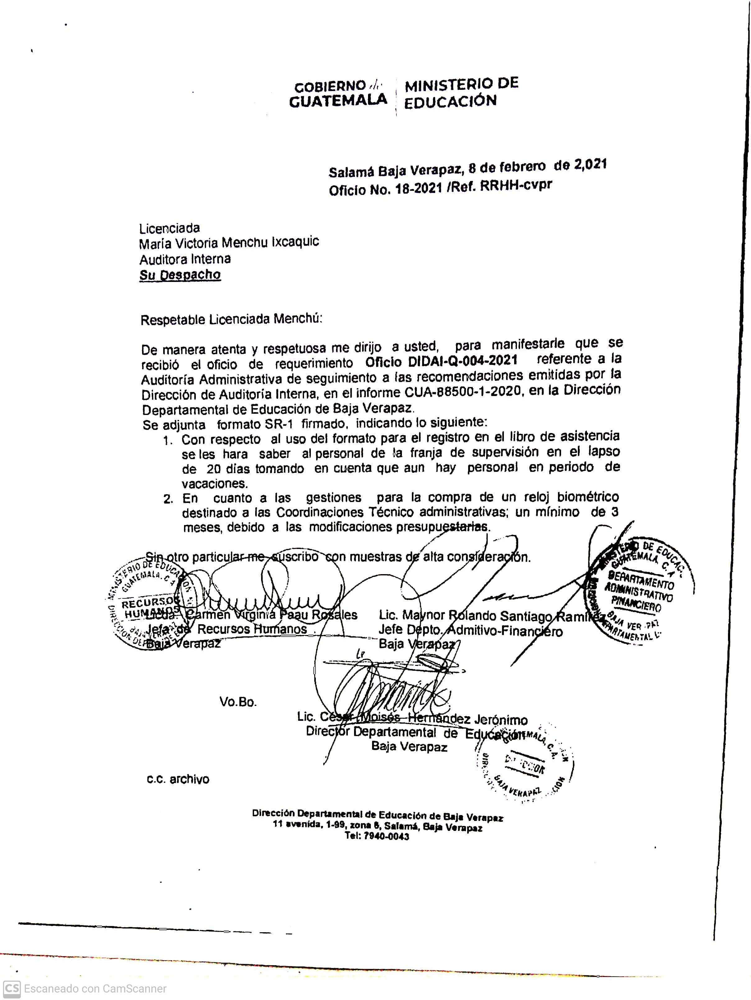 GOBIERNO de
GUATEMALA
MINISTERIO DE
EDUCACIÓN
Salamá Baja Verapaz, 8 de febrero de 2,021
Oficio No. 18-2021 /Ref. RRHH-cvpr
Licenciada
María Victoria Menchu Ixcaquic
Auditora Interna
Su Despacho
Respetable Licenciada Menchú:
De manera atenta y respetuosa me dirijo a usted, para manifestarle que se
recibió el oficio de requerimiento Oficio DIDAI-Q-004-2021 referente a la
Auditoría Administrativa de seguimiento a las recomendaciones emitidas por la
Dirección de Auditoría Interna, en el informe CUA-88500-1-2020, en la Dirección
Departamental de Educación de Baja Verapaz.
Se adjunta formato SR-1 firmado, indicando lo siguiente:
1. Con respecto al uso del formato para el registro en el libro de asistencia
se les hara saber al personal de la franja de supervisión en el lapso
de 20 días tomando en cuenta que aun hay personal en periodo de
vacaciones.
2. En cuanto a las gestiones para la compra de un reloj biométrico
destinado a las Coordinaciones Técnico administrativas; un mínimo de 3
meses, debido a las modificaciones presupuestarias.
Sin otro particular me suscribo con muestras de alta consideración.
MINISTERIO DE EDUCACION
GUATEMALA, C. A
RECURSOS
HUMANOS
BAJA VERAPAZ
Licda. Carmen Virginia Paau Rosales
Jefa de Recursos Humanos
Baja Verapaz
Lic. Maynor Rolando Santiago Ramírez
Jefe Depto. Admitivo-Financiero
Baja Verapaz
DE EDUCAC
GUATEMALA, C. A
DEPARTAMENTO
ADMINISTRATIVO
FINANCIERO
BAJA VERAPAZ
Vo.Bo.
Lic. César Moisés Hernández Jerónimo
Director Departamental de Educación
Baja Verapaz
GUATEMALA, C. A.
DIRECCION
BAJA VERAPAZ
c.c. archivo
Dirección Departamental de Educación de Baja Verapaz
11 avenida, 1-99, zona 6, Salamá, Baja Verapaz
Tel: 7940-0043
CS Escaneado con CamScanner